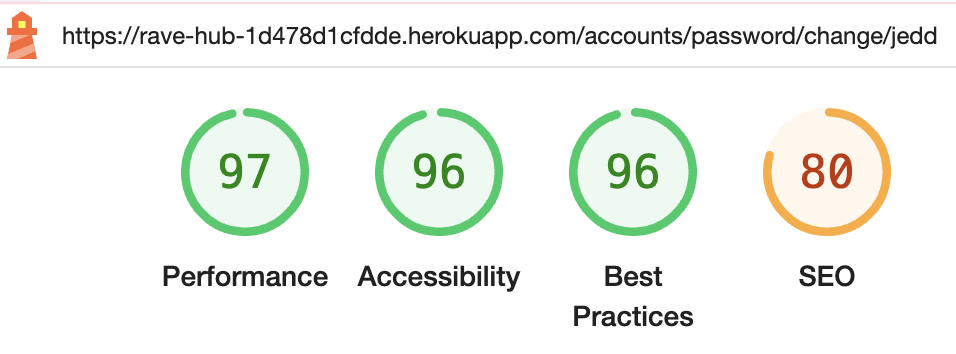 https://rave-hub-1d478d1cfdde.herokuapp.com/accounts/password/change/jedd
97 96 96 80
Performance Accessibility Best Practices SEO